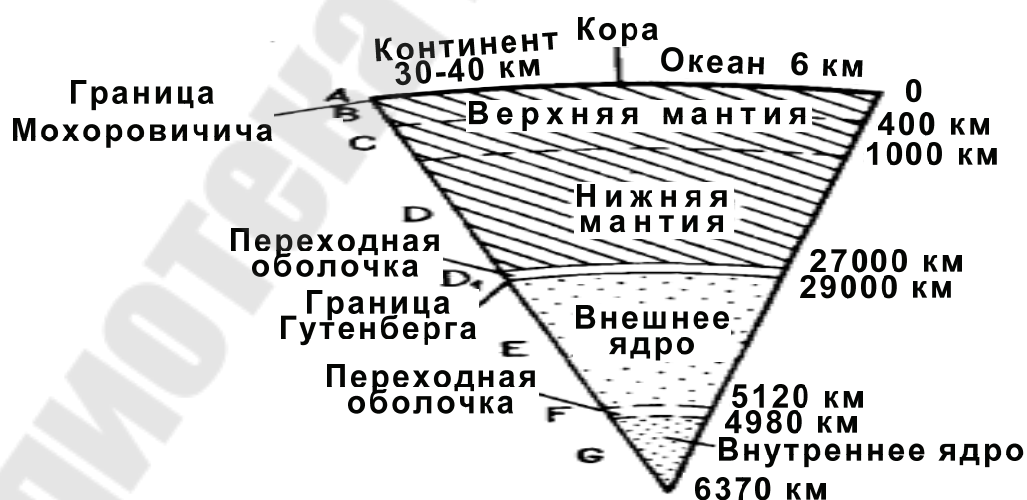 Кора
Континент
30-40 км
Океан 6 км
Граница
Мохоровичича
A
B
C
Верхняя мантия
0
400 км
1000 км
Нижняя
мантия
D
Переходная
оболочка
D₁
Граница
Гутенберга
27000 км
29000 км
Внешнее
ядро
E
Переходная
оболочка
F
G
5120 км
4980 км
Внутреннее ядро
6370 км